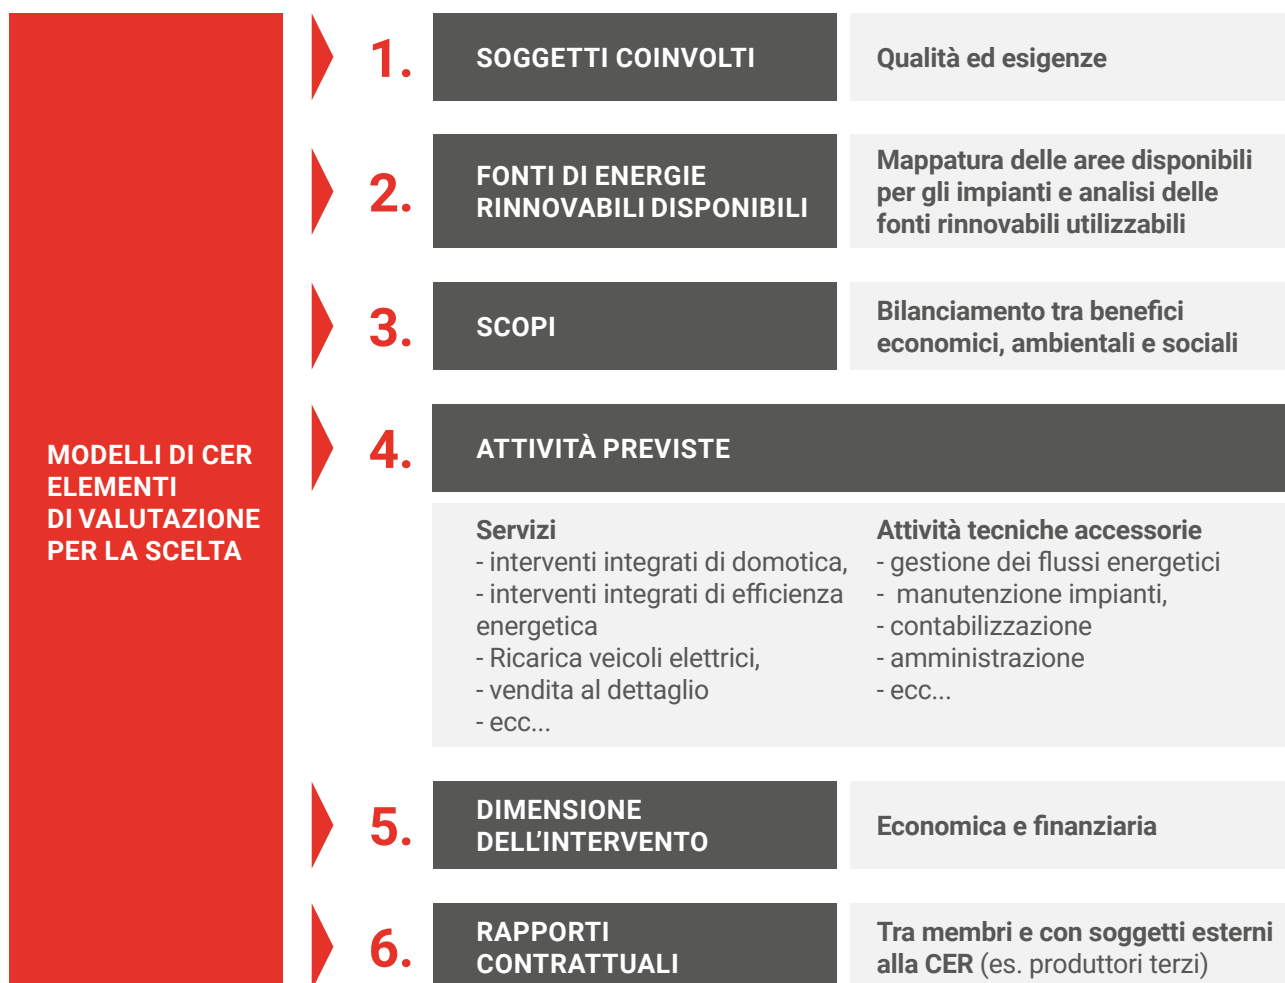 MODELLI DI CER
ELEMENTI
DI VALUTAZIONE
PER LA SCELTA
1.
SOGGETTI COINVOLTI
Qualità ed esigenze
2.
FONTI DI ENERGIE
RINNOVABILI DISPONIBILI
Mappatura delle aree disponibili
per gli impianti e analisi delle
fonti rinnovabili utilizzabili
3.
SCOPI
Bilanciamento tra benefici
economici, ambientali e sociali
4.
ATTIVITÀ PREVISTE
Servizi
- interventi integrati di domotica,
- interventi integrati di efficienza
energetica
- Ricarica veicoli elettrici,
- vendita al dettaglio
- ecc...
Attività tecniche accessorie
- gestione dei flussi energetici
- manutenzione impianti,
- contabilizzazione
- amministrazione
- ecc...
5.
DIMENSIONE
DELL'INTERVENTO
Economica e finanziaria
6.
RAPPORTI
CONTRATTUALI
Tra membri e con soggetti esterni
alla CER (es. produttori terzi)